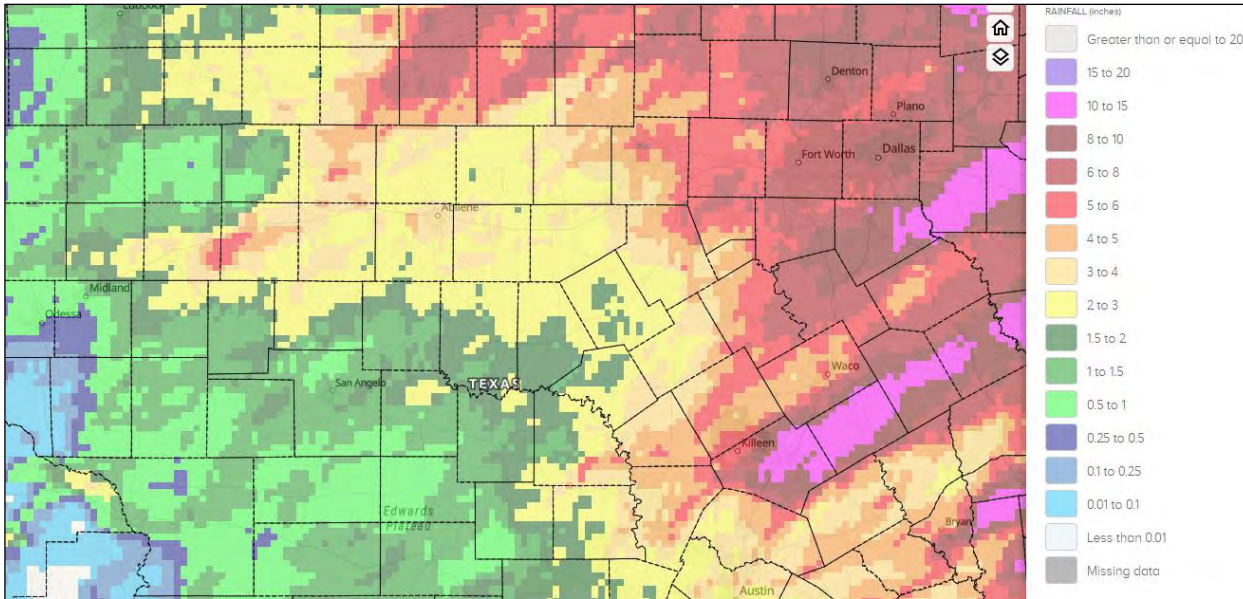 Lubbock
Denton
Plano
Fort Worth
Dallas
Abilene
Midland
Odessa
San Angelo
TEXAS
Waco
Killeen
Edwards
Plateau
Bryan
Austin
RAINFALL (inches)
Greater than or equal to 20
15 to 20
10 to 15
8 to 10
6 to 8
5 to 6
4 to 5
3 to 4
2 to 3
1.5 to 2
1 to 1.5
0.5 to 1
0.25 to 0.5
0.1 to 0.25
0.01 to 0.1
Less than 0.01
Missing data